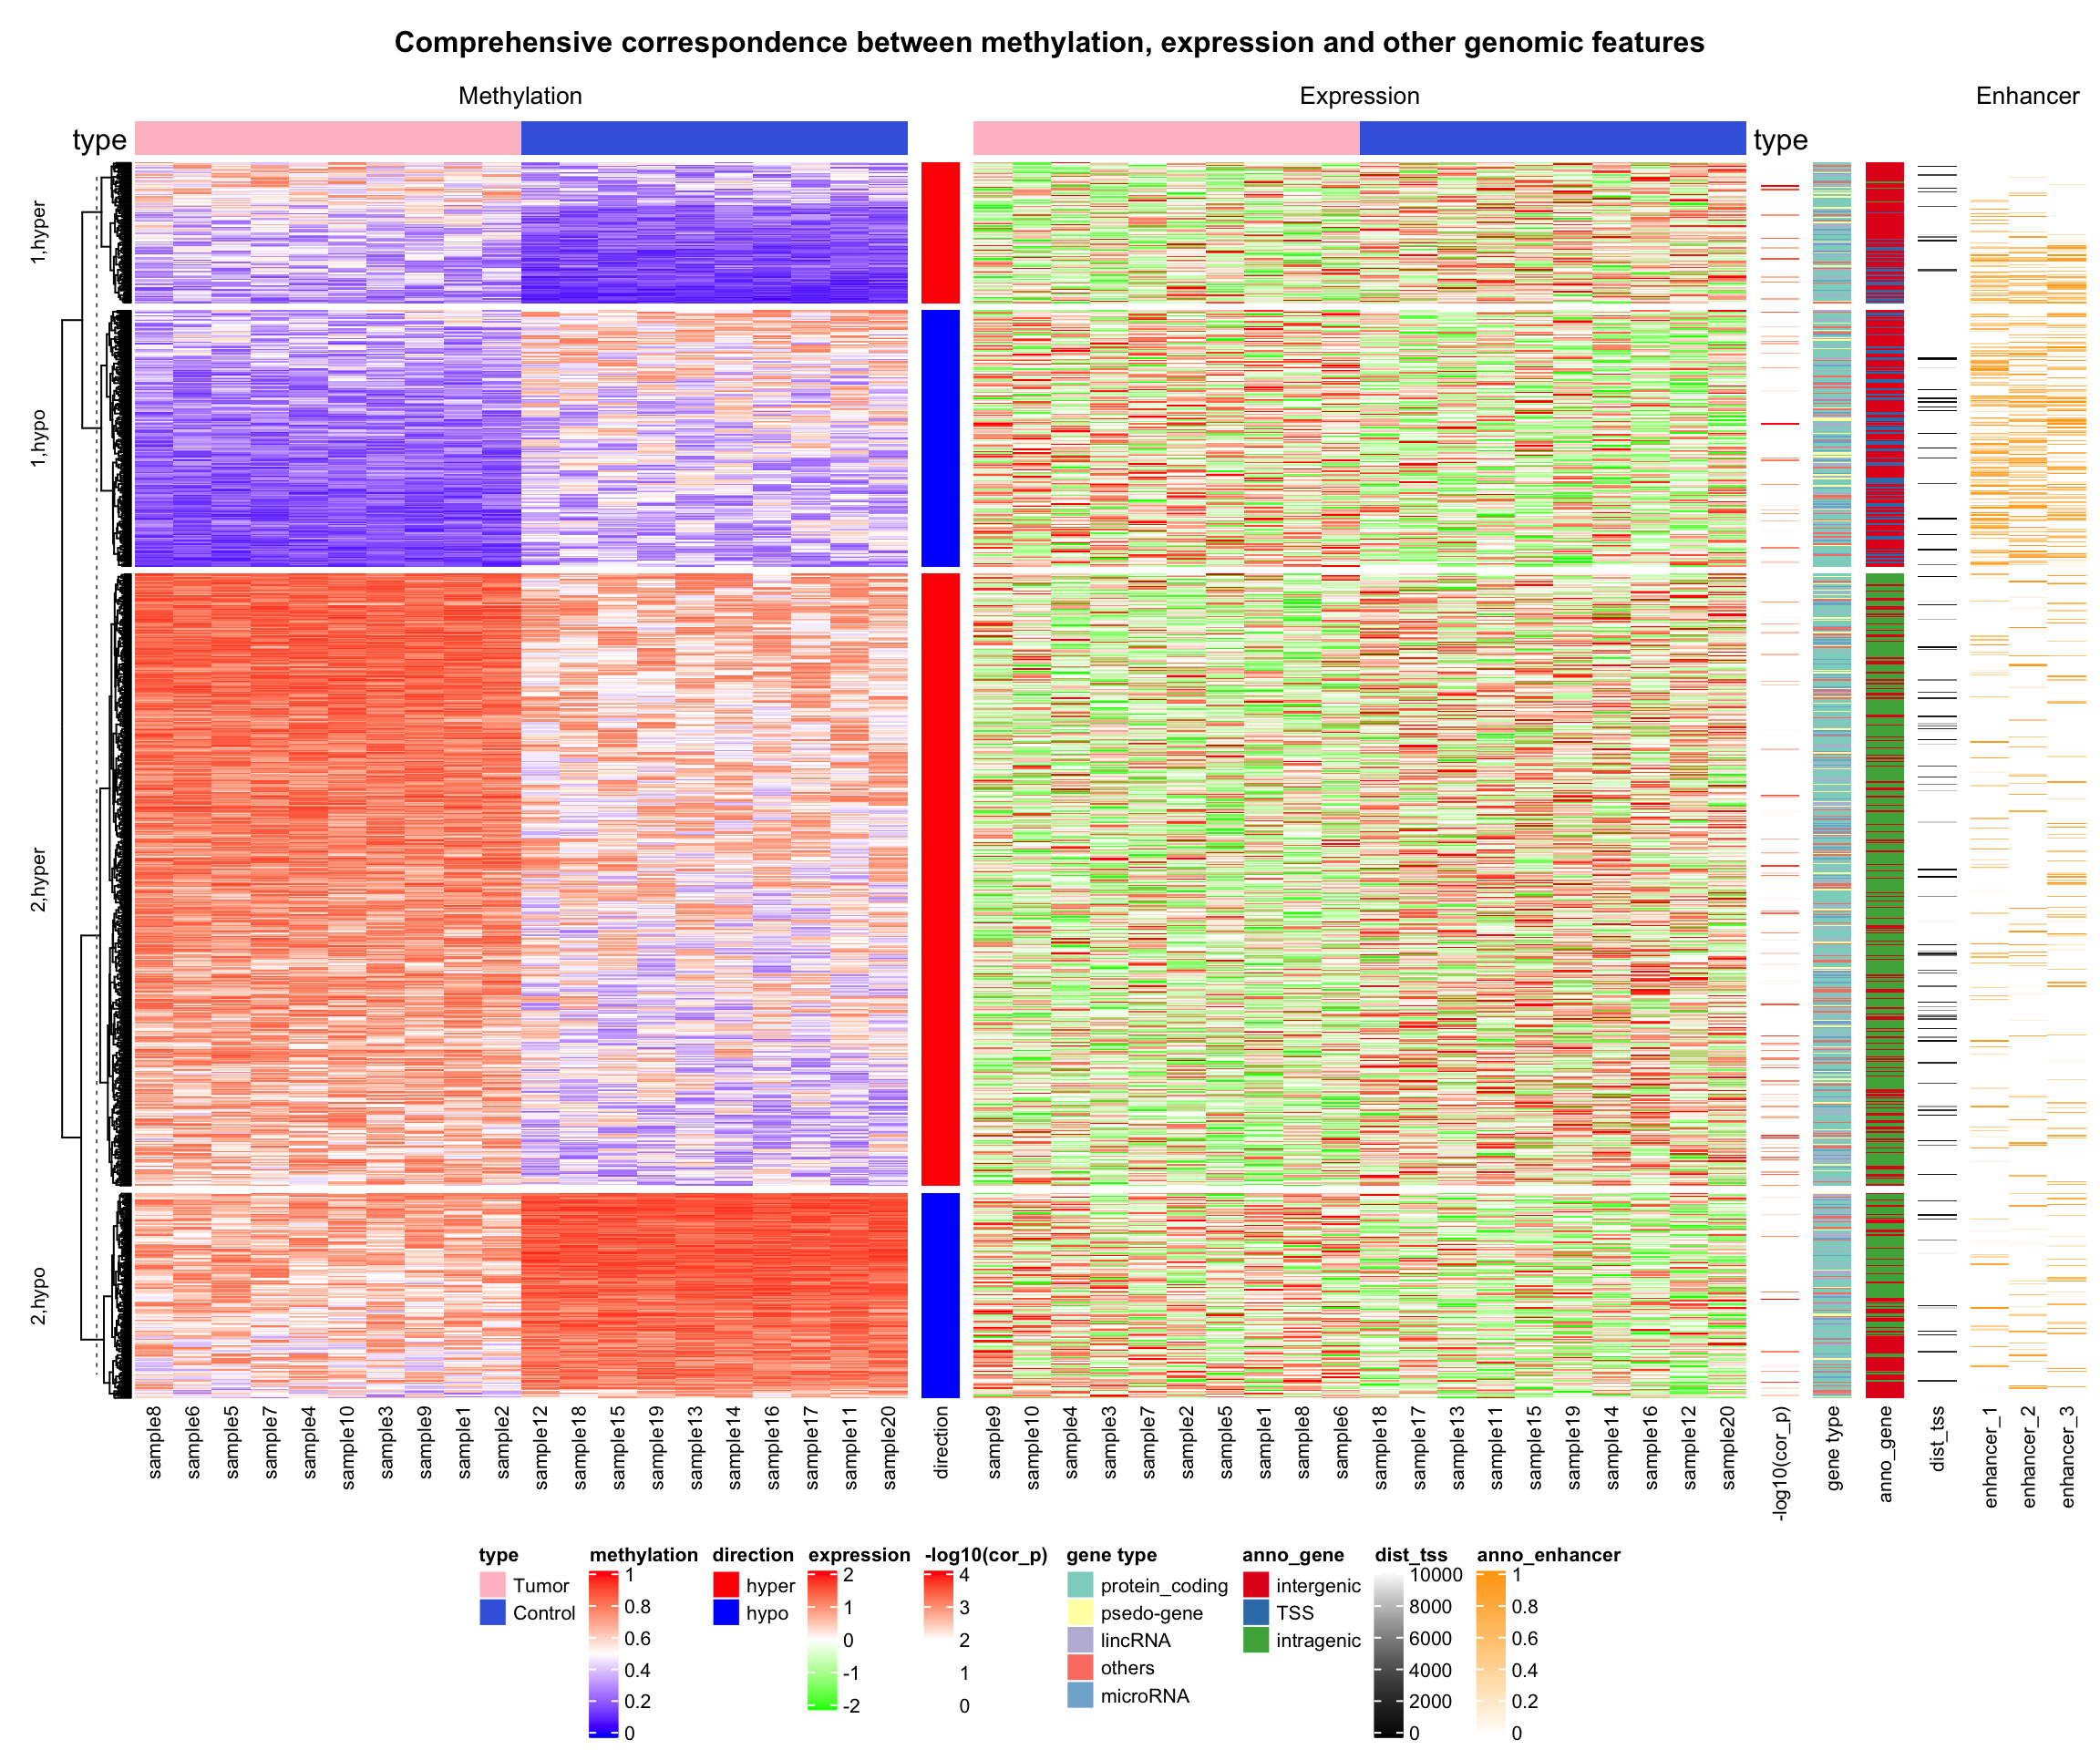 Comprehensive correspondence between methylation, expression and other genomic features
Methylation
Expression
Enhancer
type
type
1,hyper
1,hypo
2,hyper
2,hypo
sample8
sample6
sample5
sample7
sample4
sample10
sample3
sample9
sample1
sample2
sample12
sample18
sample15
sample19
sample13
sample14
sample16
sample17
sample11
sample20
direction
sample9
sample10
sample4
sample3
sample7
sample2
sample5
sample1
sample8
sample6
sample18
sample17
sample13
sample11
sample15
sample19
sample14
sample16
sample12
sample20
-log10(cor_p)
gene type
anno_gene
dist_tss
enhancer_1
enhancer_2
enhancer_3
type
Tumor
Control
methylation
1
0.8
0.6
0.4
0.2
0
direction
hyper
hypo
expression
2
1
0
-1
-2
-log10(cor_p)
4
3
2
1
0
gene type
protein_coding
psedo-gene
lincRNA
others
microRNA
anno_gene
intergenic
TSS
intragenic
dist_tss
10000
8000
6000
4000
2000
0
anno_enhancer
1
0.8
0.6
0.4
0.2
0